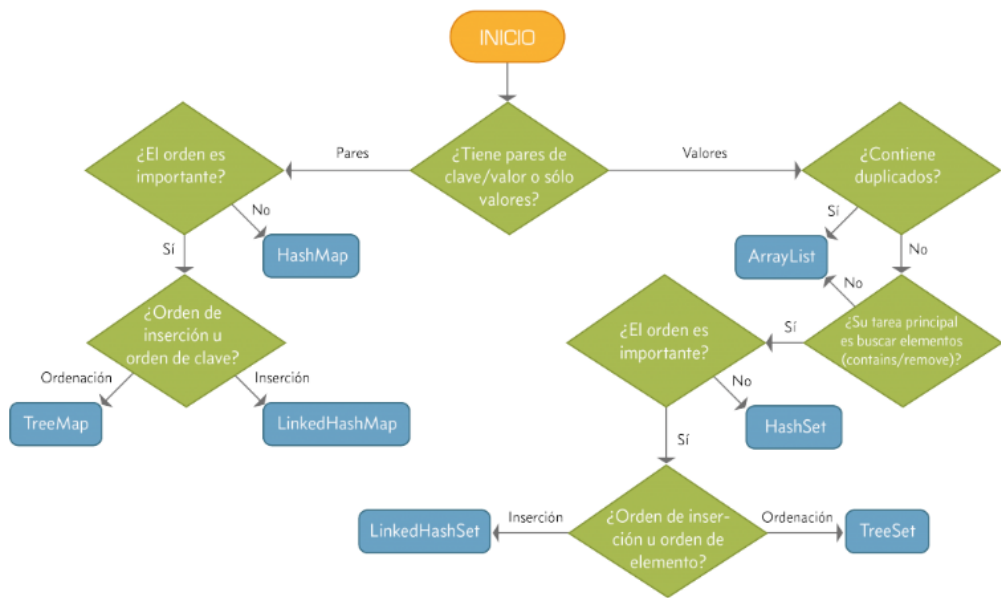 INICIO
¿Tiene pares de
clave/valor o sólo
valores?
Pares
Valores
¿El orden es
importante?
No
HashMap
Sí
¿Orden de
inserción u
orden de clave?
Ordenación
Inserción
TreeMap
LinkedHashMap
¿Contiene
duplicados?
Sí
ArrayList
No
No
¿Su tarea principal
es buscar elementos
(contains/remove)?
Sí
¿El orden es
importante?
No
HashSet
Sí
¿Orden de inser-
ción u orden de
elemento?
Inserción
Ordenación
LinkedHashSet
TreeSet